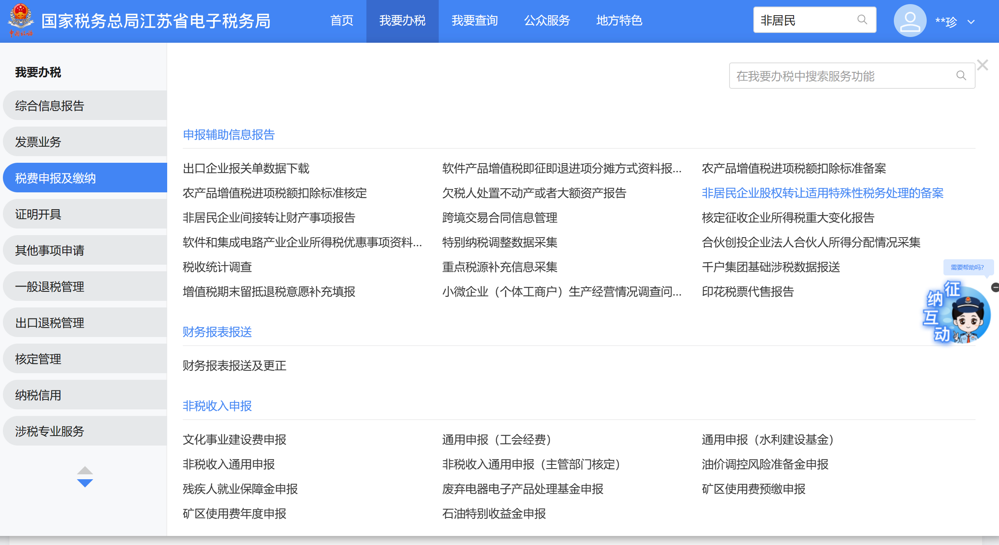 国家税务总局江苏省电子税务局 首页 我要办税 我要查询 公众服务 地方特色 非居民 **珍
中国税务
我要办税
综合信息报告
发票业务
税费申报及缴纳
证明开具
其他事项申请
一般退税管理
出口退税管理
核定管理
纳税信用
涉税专业服务
在我要办税中搜索服务功能
申报辅助信息报告
出口企业报关单数据下载 软件产品增值税即征即退进项分摊方式资料报... 农产品增值税进项税额扣除标准备案
农产品增值税进项税额扣除标准核定 欠税人处置不动产或者大额资产报告 非居民企业股权转让适用特殊性税务处理的备案
非居民企业间接转让财产事项报告 跨境交易合同信息管理 核定征收企业所得税重大变化报告
软件和集成电路产业企业所得税优惠事项资料... 特别纳税调整数据采集 合伙创投企业法人合伙人所得分配情况采集
税收统计调查 重点税源补充信息采集 千户集团基础涉税数据报送
增值税期末留抵退税意愿补充填报 小微企业（个体工商户）生产经营情况调查问... 印花税票代售报告
财务报表报送
财务报表报送及更正
非税收入申报
文化事业建设费申报 通用申报（工会经费） 通用申报（水利建设基金）
非税收入通用申报 非税收入通用申报（主管部门核定） 油价调控风险准备金申报
残疾人就业保障金申报 废弃电器电子产品处理基金申报 矿区使用费预缴申报
矿区使用费年度申报 石油特别收益金申报
需要帮助吗?
征纳互动